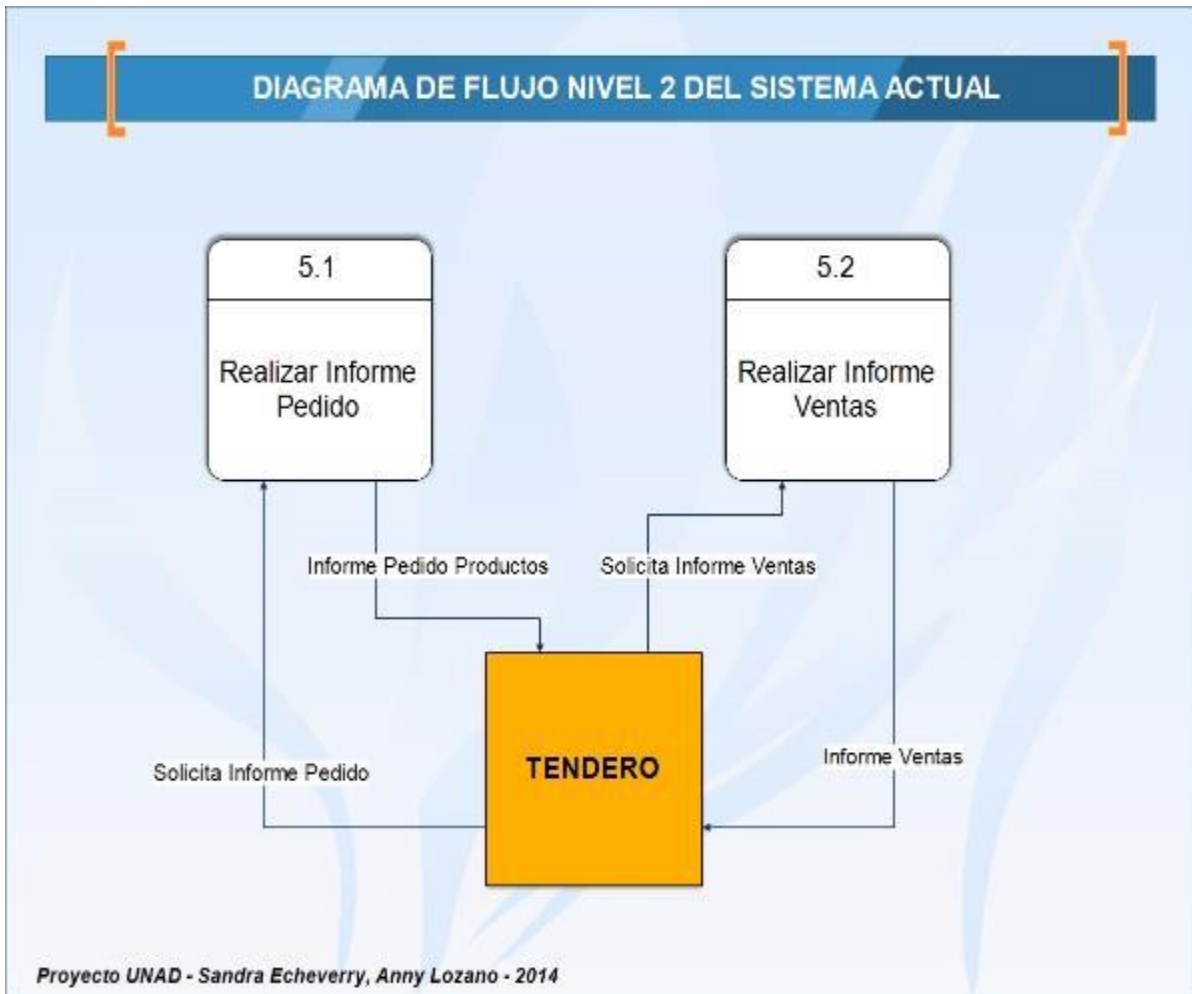 DIAGRAMA DE FLUJO NIVEL 2 DEL SISTEMA ACTUAL
5.1
Realizar Informe
Pedido
5.2
Realizar Informe
Ventas
Informe Pedido Productos
Solicita Informe Ventas
Solicita Informe Pedido
TENDERO
Informe Ventas
Proyecto UNAD - Sandra Echeverry, Anny Lozano - 2014